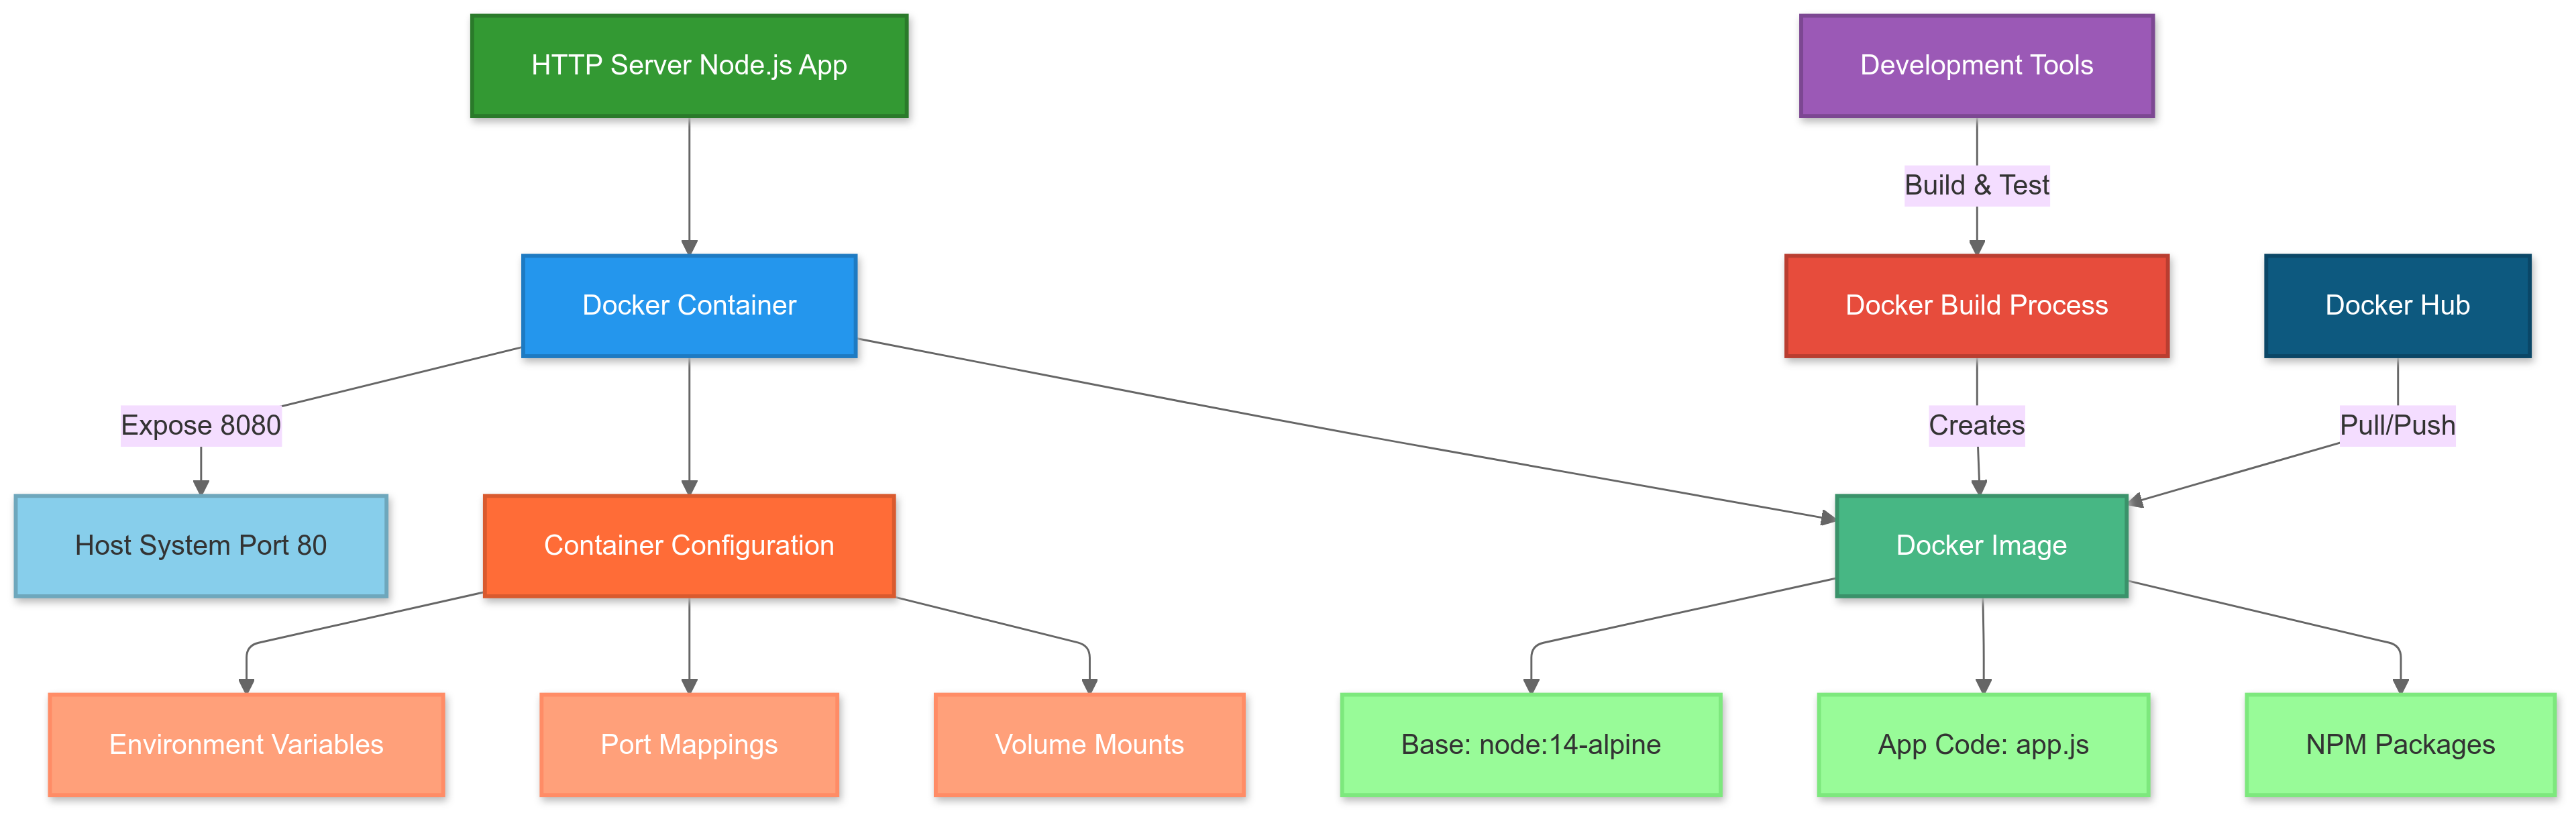 HTTP Server Node.js App
Development Tools
Build & Test
Docker Container
Docker Build Process
Docker Hub
Expose 8080
Creates
Pull/Push
Host System Port 80
Container Configuration
Docker Image
Environment Variables
Port Mappings
Volume Mounts
Base: node:14-alpine
App Code: app.js
NPM Packages